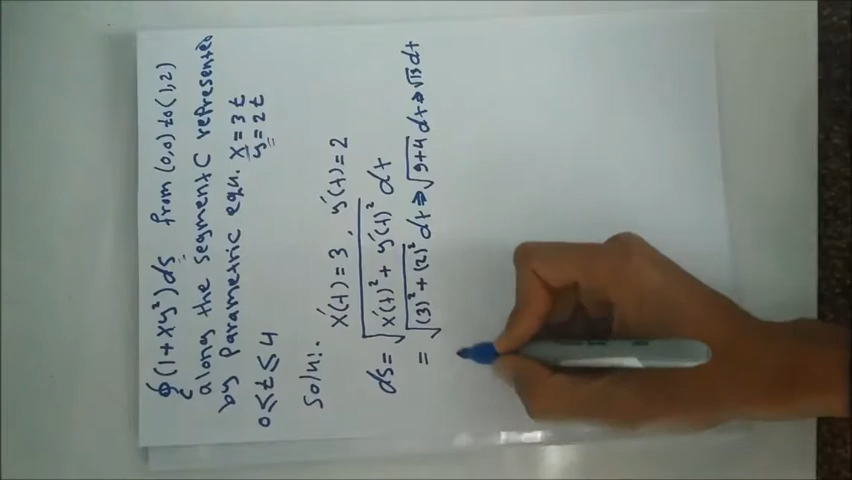 ∮_C (1+xy²)ds from (0,0) to (1,2)
along the segment C represented
by parametric equ. x = 3t
y = 2t
0 ≤ t ≤ 4
Soln:.
x'(t) = 3 , y'(t) = 2
ds = √(x'(t)² + y'(t)²) dt
= √((3)² + (2)²) dt ⇒ √(9+4) dt ⇒ √13 dt